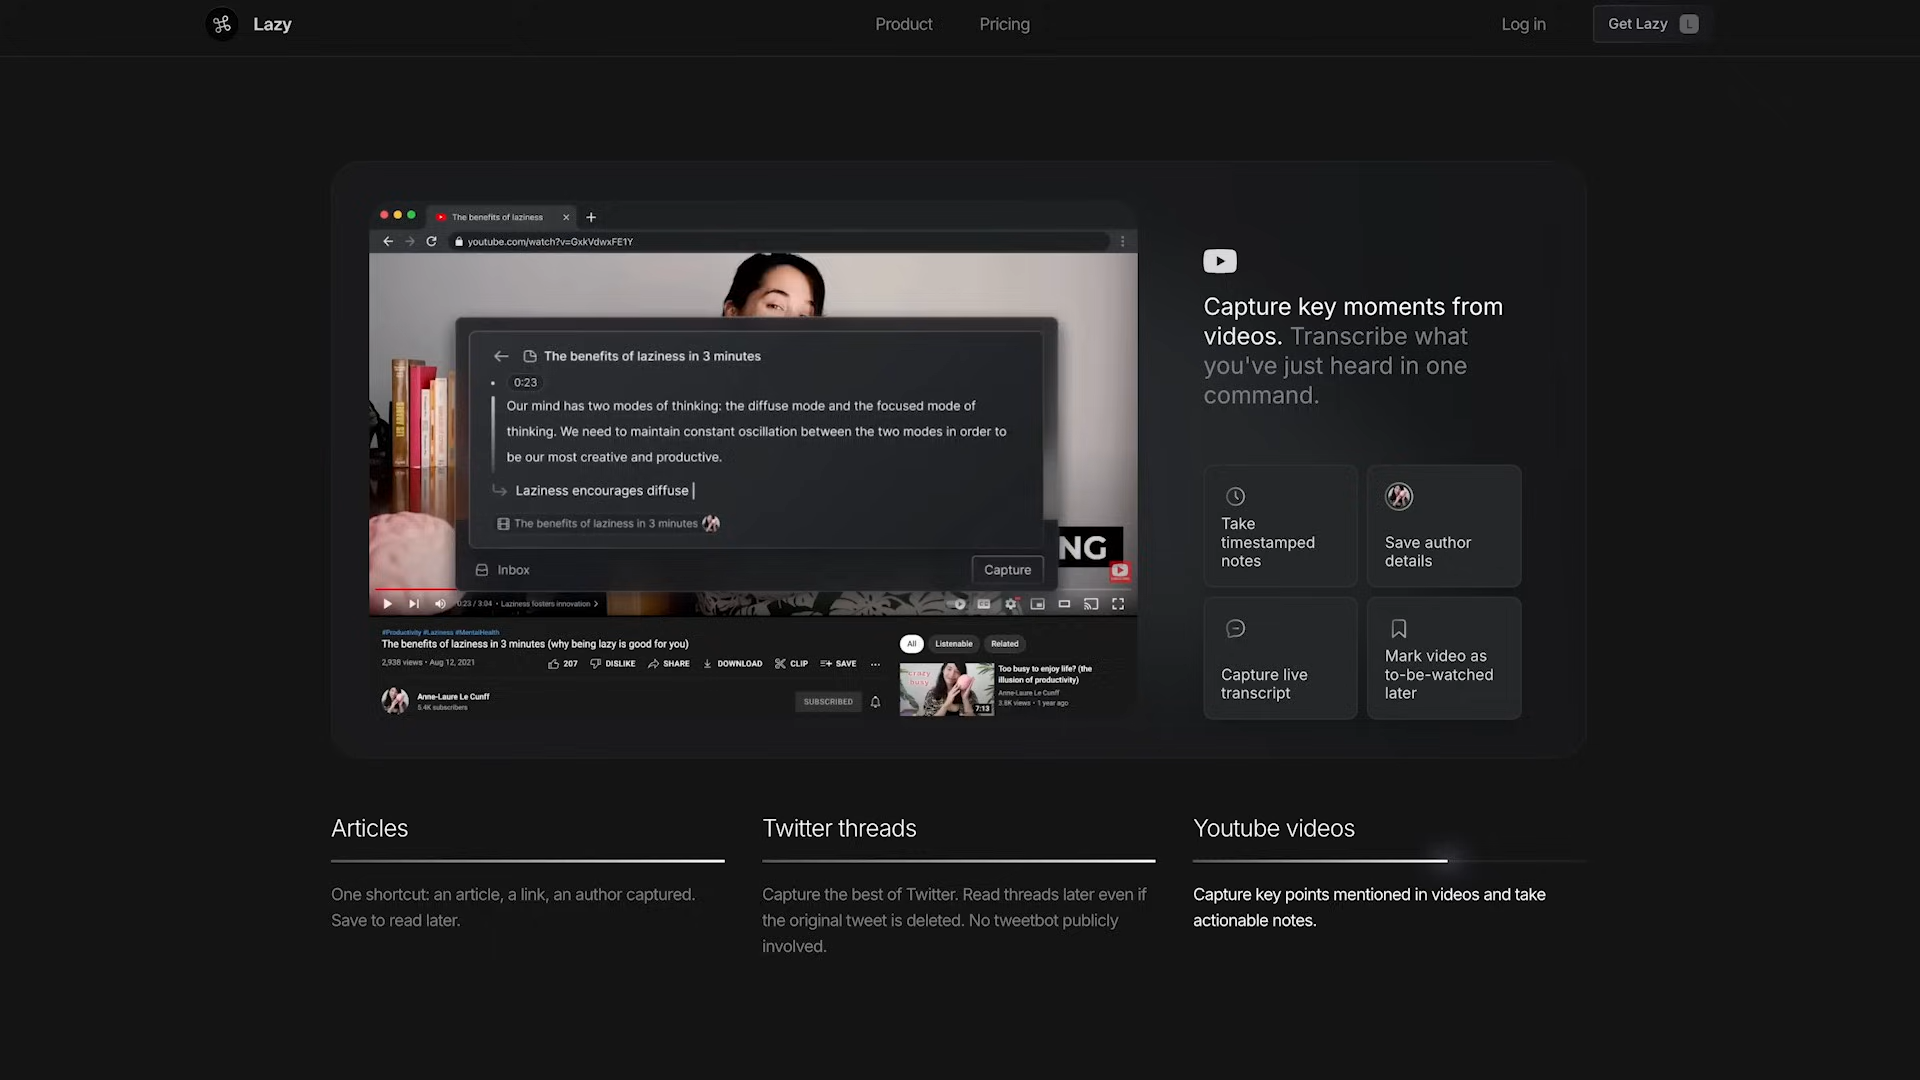 Lazy
Product
Pricing
Log in
Get Lazy L
The benefits of laziness
youtube.com/watch?v=GxkVdwxFE1Y
The benefits of laziness in 3 minutes
0:23
Our mind has two modes of thinking: the diffuse mode and the focused mode of
thinking. We need to maintain constant oscillation between the two modes in order to
be our most creative and productive.
Laziness encourages diffuse
The benefits of laziness in 3 minutes
Inbox
Capture
NG
0:23 / 3:04 • Laziness fosters innovation
#Productivity #Laziness #MentalHealth
The benefits of laziness in 3 minutes (why being lazy is good for you)
2,938 views • Aug 12, 2021
207
DISLIKE
SHARE
DOWNLOAD
CLIP
SAVE
Anne-Laure Le Cunff
5.4K subscribers
SUBSCRIBED
All
Listenable
Related
crazy
busy
7:13
Too busy to enjoy life? (the
illusion of productivity)
Anne-Laure Le Cunff
3.8K views • 1 year ago
Capture key moments from
videos. Transcribe what
you've just heard in one
command.
Take
timestamped
notes
Save author
details
Capture live
transcript
Mark video as
to-be-watched
later
Articles
One shortcut: an article, a link, an author captured.
Save to read later.
Twitter threads
Capture the best of Twitter. Read threads later even if
the original tweet is deleted. No tweetbot publicly
involved.
Youtube videos
Capture key points mentioned in videos and take
actionable notes.